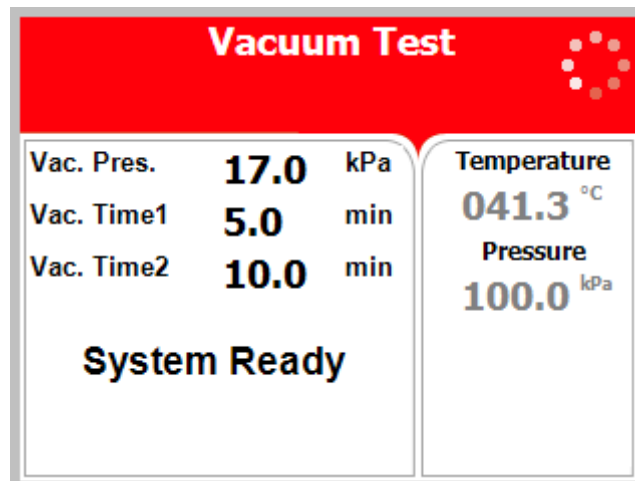 Vacuum Test
Vac. Pres. 17.0 kPa
Vac. Time1 5.0 min
Vac. Time2 10.0 min
System Ready
Temperature
041.3 °C
Pressure
100.0 kPa